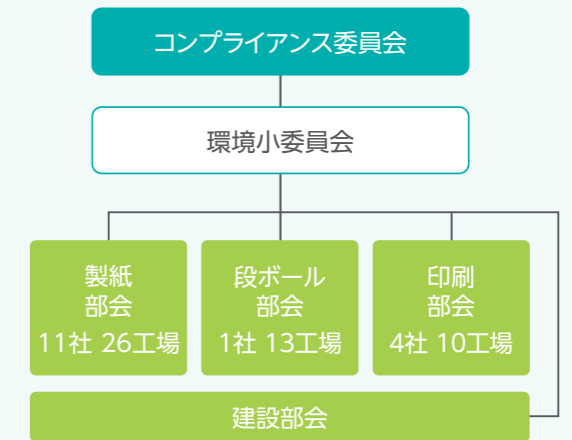 コンプライアンス委員会
環境小委員会
製紙
部会
11社 26工場
段ボール
部会
1社 13工場
印刷
部会
4社 10工場
建設部会